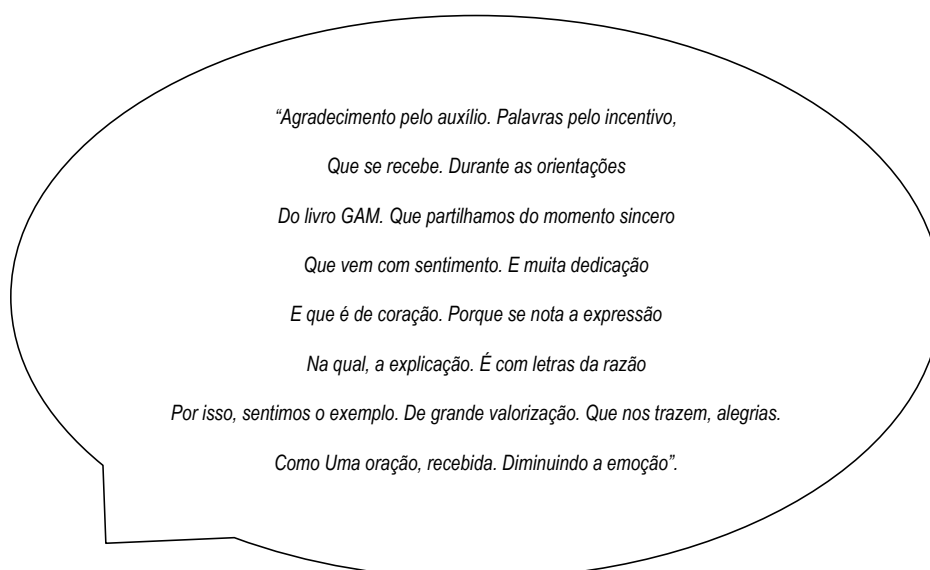 “Agradecimento pelo auxílio. Palavras pelo incentivo,
Que se recebe. Durante as orientações
Do livro GAM. Que partilhamos do momento sincero
Que vem com sentimento. E muita dedicação
E que é de coração. Porque se nota a expressão
Na qual, a explicação. É com letras da razão
Por isso, sentimos o exemplo. De grande valorização. Que nos trazem, alegrias.
Como Uma oração, recebida. Diminuindo a emoção”.